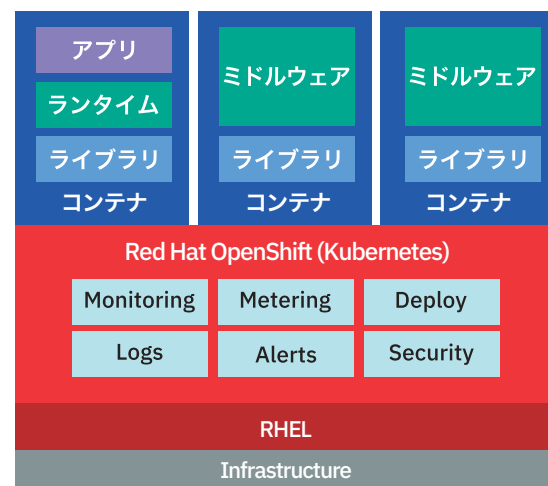 アプリ
ランタイム
ライブラリ
コンテナ
ミドルウェア
ライブラリ
コンテナ
ミドルウェア
ライブラリ
コンテナ
Red Hat OpenShift (Kubernetes)
Monitoring Metering Deploy
Logs Alerts Security
RHEL
Infrastructure